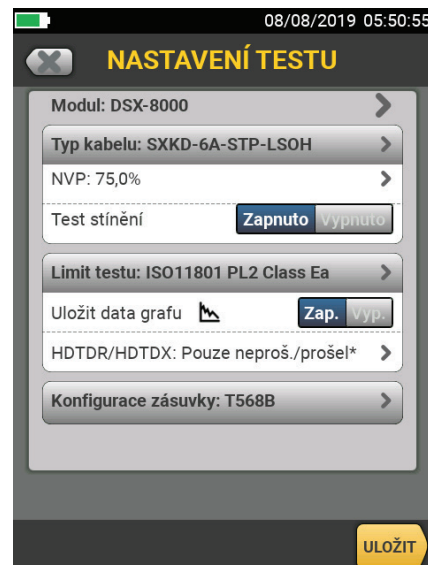 08/08/2019 05:50:55
NASTAVENÍ TESTU
Modul: DSX-8000
Typ kabelu: SXKD-6A-STP-LSOH
NVP: 75,0%
Test stínění Zapnuto Vypnuto
Limit testu: ISO11801 PL2 Class Ea
Uložit data grafu Zap. Vyp.
HDTDR/HDTDX: Pouze neproš./prošel*
Konfigurace zásuvky: T568B
ULOŽIT